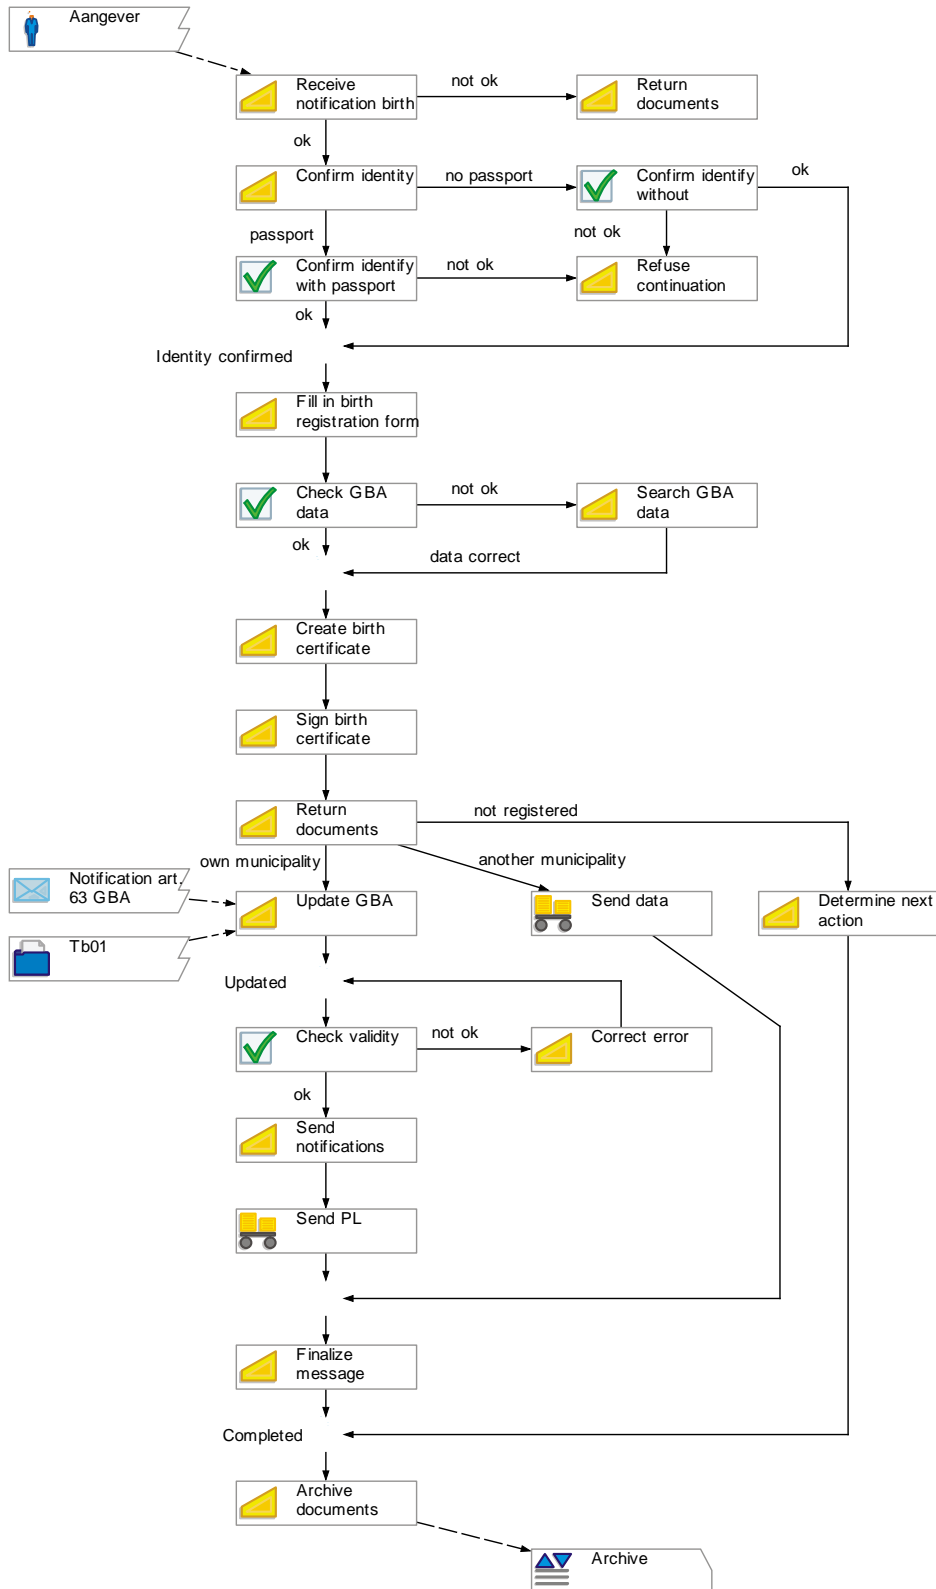 Aangever
Receive
notification birth
not ok
Return
documents
ok
Confirm identity
no passport
Confirm identify
without
ok
passport
not ok
Confirm identify
with passport
not ok
Refuse
continuation
ok
Identity confirmed
Fill in birth
registration form
Check GBA
data
not ok
Search GBA
data
ok
data correct
Create birth
certificate
Sign birth
certificate
Return
documents
not registered
own municipality
another municipality
Notification art.
63 GBA
Update GBA
Send data
Determine next
action
Tb01
Updated
Check validity
not ok
Correct error
ok
Send
notifications
Send PL
Finalize
message
Completed
Archive
documents
Archive